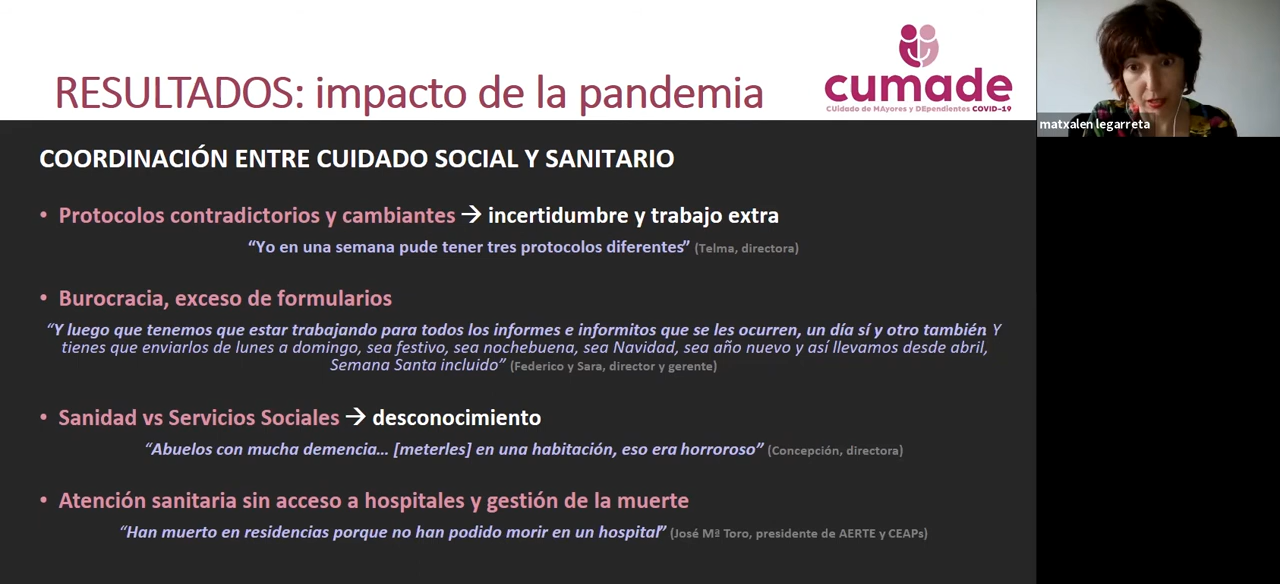 RESULTADOS: impacto de la pandemia
cumade
CUidado de MAyores y DEpendientes COVID-19
matxalen legarreta
COORDINACIÓN ENTRE CUIDADO SOCIAL Y SANITARIO
• Protocolos contradictorios y cambiantes → incertidumbre y trabajo extra
“Yo en una semana pude tener tres protocolos diferentes” (Telma, directora)
• Burocracia, exceso de formularios
“Y luego que tenemos que estar trabajando para todos los informes e informitos que se les ocurren, un día sí y otro también. Y
tienes que enviarlos de lunes a domingo, sea festivo, sea nochebuena, sea Navidad, sea año nuevo y así llevamos desde abril,
Semana Santa incluido” (Federico y Sara, director y gerente)
• Sanidad vs Servicios Sociales → desconocimiento
“Abuelos con mucha demencia... [meterles] en una habitación, eso era horroroso” (Concepción, directora)
• Atención sanitaria sin acceso a hospitales y gestión de la muerte
“Han muerto en residencias porque no han podido morir en un hospital” (José Mª Toro, presidente de AERTE y CEAPs)